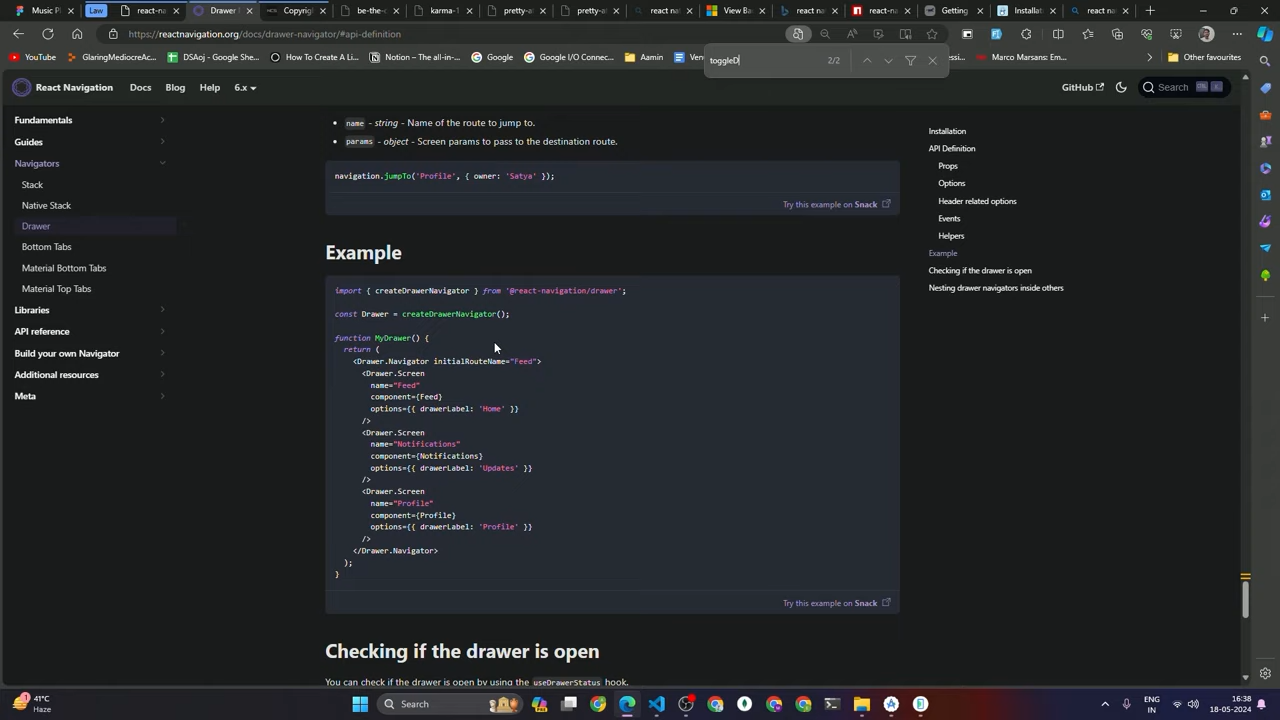 Music Pl
Law
react-na
Drawer I
Copyrigh
be-the-c
karma-1
pretty-
pretty-al
react nat
View Bas
react na
react na
Getting
Installat
react na
https://reactnavigation.org/docs/drawer-navigator/#api-definition
YouTube
GlaringMediocreAc...
DSAoj - Google She...
How To Create A Li...
Notion – The all-in-...
Google
Google I/O Connec...
Aamin
Ver
Marco Marsans: Em...
Other favourites
toggleD
2/2
React Navigation
Docs
Blog
Help
6.x
GitHub
Search
Fundamentals
Guides
Navigators
Stack
Native Stack
Drawer
Bottom Tabs
Material Bottom Tabs
Material Top Tabs
Libraries
API reference
Build your own Navigator
Additional resources
Meta
• name - string - Name of the route to jump to.
• params - object - Screen params to pass to the destination route.
navigation.jumpTo('Profile', { owner: 'Satya' });
Try this example on Snack
Example
import { createDrawerNavigator } from '@react-navigation/drawer';
const Drawer = createDrawerNavigator();
function MyDrawer() {
return (
<Drawer.Navigator initialRouteName="Feed">
<Drawer.Screen
name="Feed"
component={Feed}
options={{ drawerLabel: 'Home' }}
/>
<Drawer.Screen
name="Notifications"
component={Notifications}
options={{ drawerLabel: 'Updates' }}
/>
<Drawer.Screen
name="Profile"
component={Profile}
options={{ drawerLabel: 'Profile' }}
/>
</Drawer.Navigator>
);
}
Try this example on Snack
Checking if the drawer is open
You can check if the drawer is open by using the useDrawerStatus hook.
Installation
API Definition
Props
Options
Header related options
Events
Helpers
Example
Checking if the drawer is open
Nesting drawer navigators inside others
41°C
Haze
Search
ENG
IN
16:38
18-05-2024